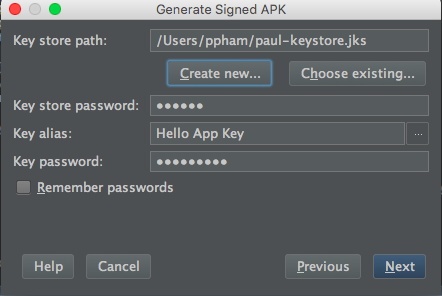 Generate Signed APK
Key store path: /Users/ppham/paul-keystore.jks
Create new... Choose existing...
Key store password: ••••••
Key alias: Hello App Key ...
Key password: •••••••••
Remember passwords
Help Cancel Previous Next